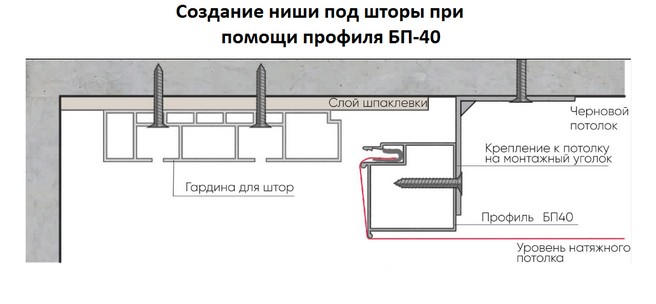 Создание ниши под шторы при
помощи профиля БП-40
Слой шпаклевки
Черновой
потолок
Крепление к потолку
на монтажный уголок
Гардина для штор
Профиль БП40
Уровень натяжного
потолка